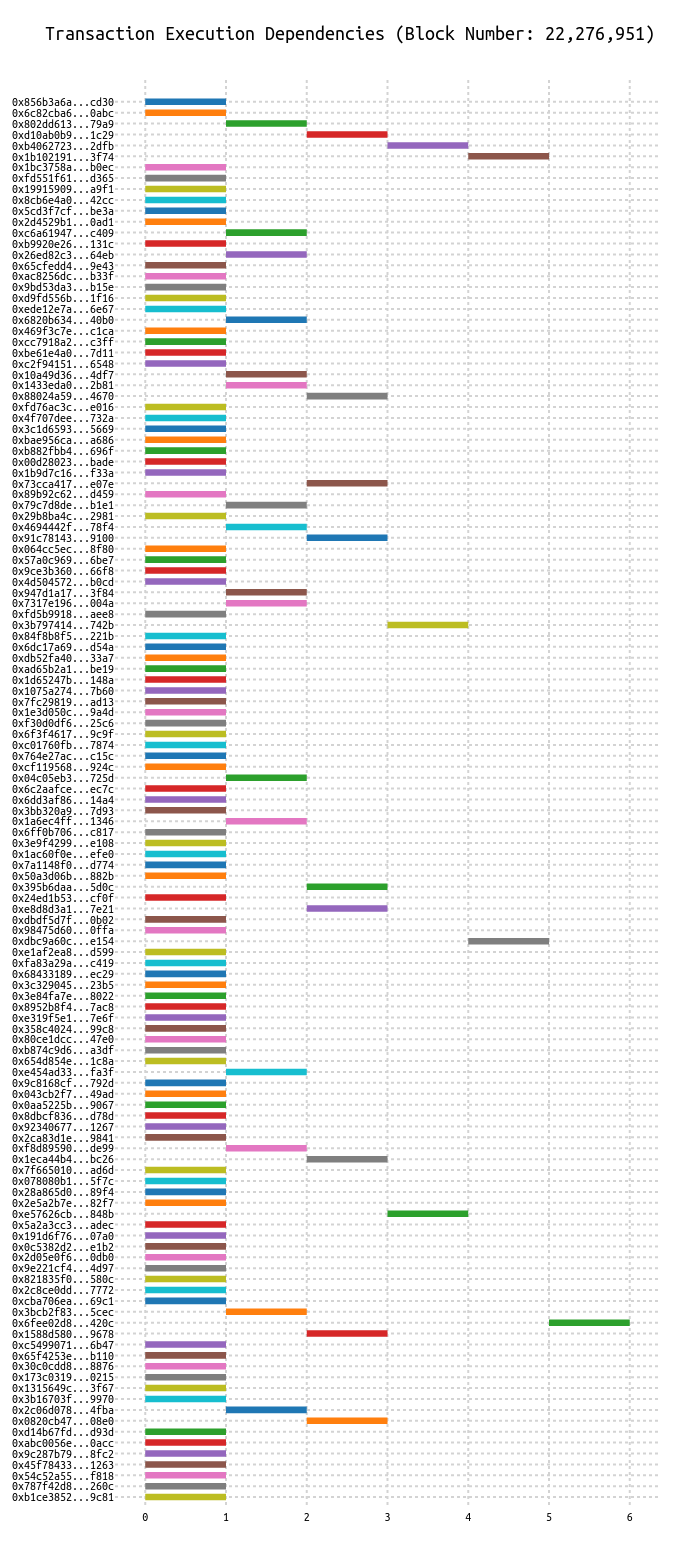 Transaction Execution Dependencies (Block Number: 22,276,951)
0x856b3a6a...cd30
0x6c82cba6...0abc
0x802dd613...79a9
0xd10ab0b9...1c29
0xb4062723...2dfb
0x1b102191...3f74
0x1bc3758a...b0ec
0xfd551f61...d365
0x19915909...a9f1
0x8cb6e4a0...42cc
0x5cd3f7cf...be3a
0x2d4529b1...0ad1
0xc6a61947...c409
0xb9920e26...131c
0x26ed82c3...64eb
0x65cfedd4...9e43
0xac8256dc...b33f
0x9bd53da3...b15e
0xd9fd556b...1f16
0xede12e7a...6e67
0x6820b634...40b0
0x469f3c7e...c1ca
0xcc7918a2...c3ff
0xbe61e4a0...7d11
0xc2f94151...6548
0x10a49d36...4df7
0x1433eda0...2b81
0x88024a59...4670
0xfd76ac3c...e016
0x4f707dee...732a
0x3c1d6593...5669
0xbae956ca...a686
0xb882fbb4...696f
0x00d28023...bade
0x1b9d7c16...f33a
0x73cca417...e07e
0x89b92c62...d459
0x79c7d8de...b1e1
0x29b8ba4c...2981
0x4694442f...78f4
0x91c78143...9100
0x064cc5ec...8f80
0x57a0c969...6be7
0x9ce3b360...66f8
0x4d504572...b0cd
0x947d1a17...3f84
0x7317e196...004a
0xfd5b9918...aee8
0x3b797414...742b
0x84f8b8f5...221b
0x6dc17a69...d54a
0xdb52fa40...33a7
0xad65b2a1...be19
0x1d65247b...148a
0x1075a274...7b60
0x7fc29819...ad13
0x1e3d050c...9a4d
0xf30d0df6...25c6
0x6f3f4617...9c9f
0xc01760fb...7874
0x764e27ac...c15c
0xcf119568...924c
0x04c05eb3...725d
0x6c2aafce...ec7c
0x6dd3af86...14a4
0x3bb320a9...7d93
0x1a6ec4ff...1346
0x6ff0b706...c817
0x3e9f4299...e108
0x1ac60f0e...efe0
0x7a1148f0...d774
0x50a3d06b...882b
0x395b6daa...5d0c
0x24ed1b53...cf0f
0xe8d8d3a1...7e21
0xdbdf5d7f...0b02
0x98475d60...0ffa
0xdbc9a60c...e154
0xe1af2ea8...d599
0xfa83a29a...c419
0x68433189...ec29
0x3c329045...23b5
0x3e84fa7e...8022
0x8952b8f4...7ac8
0xe319f5e1...7e6f
0x358c4024...99c8
0x80ce1dcc...47e0
0xb874c9d6...a3df
0x654d854e...1c8a
0xe454ad33...fa3f
0x9c8168cf...792d
0x043cb2f7...49ad
0x0aa5225b...9067
0x8dbcf836...d78d
0x92340677...1267
0x2ca83d1e...9841
0xf8d89590...de99
0x1eca44b4...bc26
0x7f665010...ad6d
0x078080b1...5f7c
0x28a865d0...89f4
0x2e5a2b7e...82f7
0xe57626cb...848b
0x5a2a3cc3...adec
0x191d6f76...07a0
0x0c5382d2...e1b2
0x2d05e0f6...0db0
0x9e221cf4...4d97
0x821835f0...580c
0x2c8ce0dd...7772
0xcba706ea...69c1
0x3bcb2f83...5cec
0x6fee02d8...420c
0x1588d580...9678
0xc5499071...6b47
0x65f4253e...b110
0x30c0cdd8...8876
0x173c0319...0215
0x1315649c...3f67
0x3b16703f...9970
0x2c06d078...4fba
0x0820cb47...08e0
0xd14b67fd...d93d
0xabc0056e...0acc
0x9c287b79...8fc2
0x45f78433...1263
0x54c52a55...f818
0x787f42d8...260c
0xb1ce3852...9c81
0 1 2 3 4 5 6